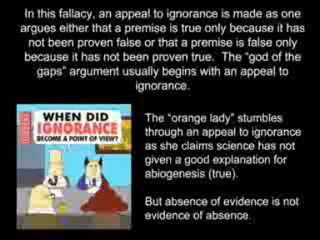 In this fallacy, an appeal to ignorance is made as one
argues either that a premise is true only because it has
not been proven false or that a premise is false only
because it has not been proven true.  The "god of the
gaps" argument usually begins with an appeal to
ignorance.
WHEN DID
IGNORANCE
BECOME A POINT OF VIEW?
The "orange lady" stumbles
through an appeal to ignorance
as she claims science has not
given a good explanation for
abiogenesis (true).
But absence of evidence is not
evidence of absence.